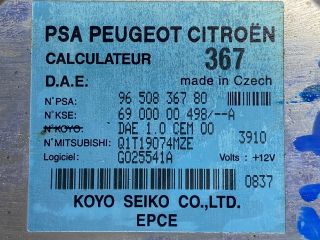 PSA PEUGEOT CITROËN
CALCULATEUR 367
D.A.E. made in Czech
N°PSA: 96 508 367 80
N°KSE: 69 000 00 498/--A
N°KOYO: DAE 1.0 CEM 00
N°MITSUBISHI: Q1T19074MZE 3910
Logiciel: G025541A Volts : +12V
0837
KOYO SEIKO CO.,LTD.
EPCE